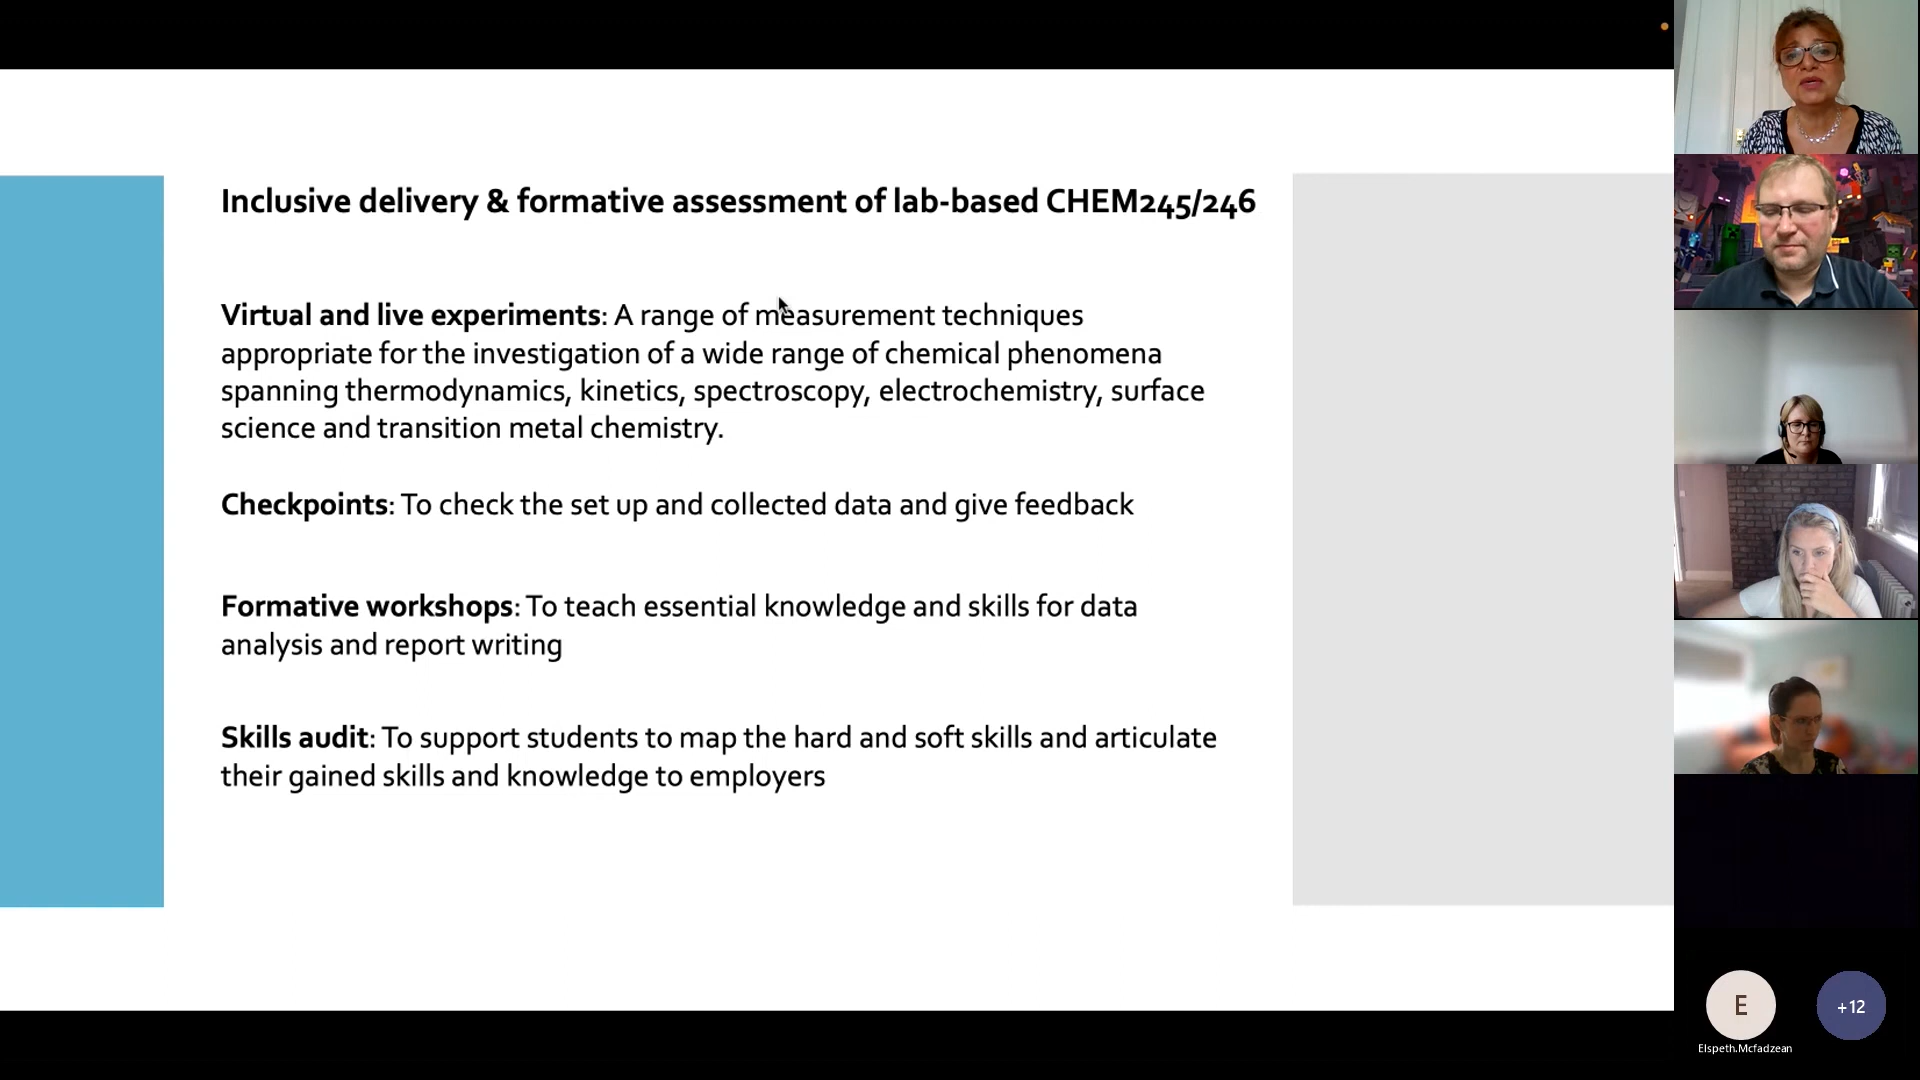 Inclusive delivery & formative assessment of lab-based CHEM245/246
Virtual and live experiments: A range of measurement techniques
appropriate for the investigation of a wide range of chemical phenomena
spanning thermodynamics, kinetics, spectroscopy, electrochemistry, surface
science and transition metal chemistry.
Checkpoints: To check the set up and collected data and give feedback
Formative workshops: To teach essential knowledge and skills for data
analysis and report writing
Skills audit: To support students to map the hard and soft skills and articulate
their gained skills and knowledge to employers
E
+12
Elspeth.Mcfadzean